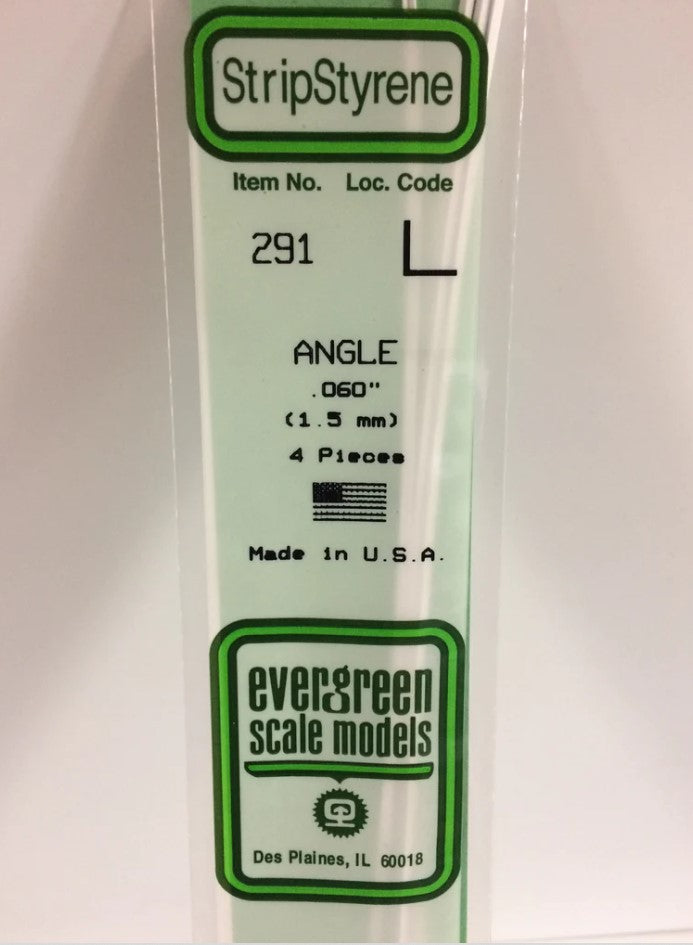 StripStyrene
Item No. Loc. Code
291 L
ANGLE
.060"
(1.5 mm)
4 Pieces
Made in U.S.A.
evergreen
scale models
Des Plaines, IL 60018